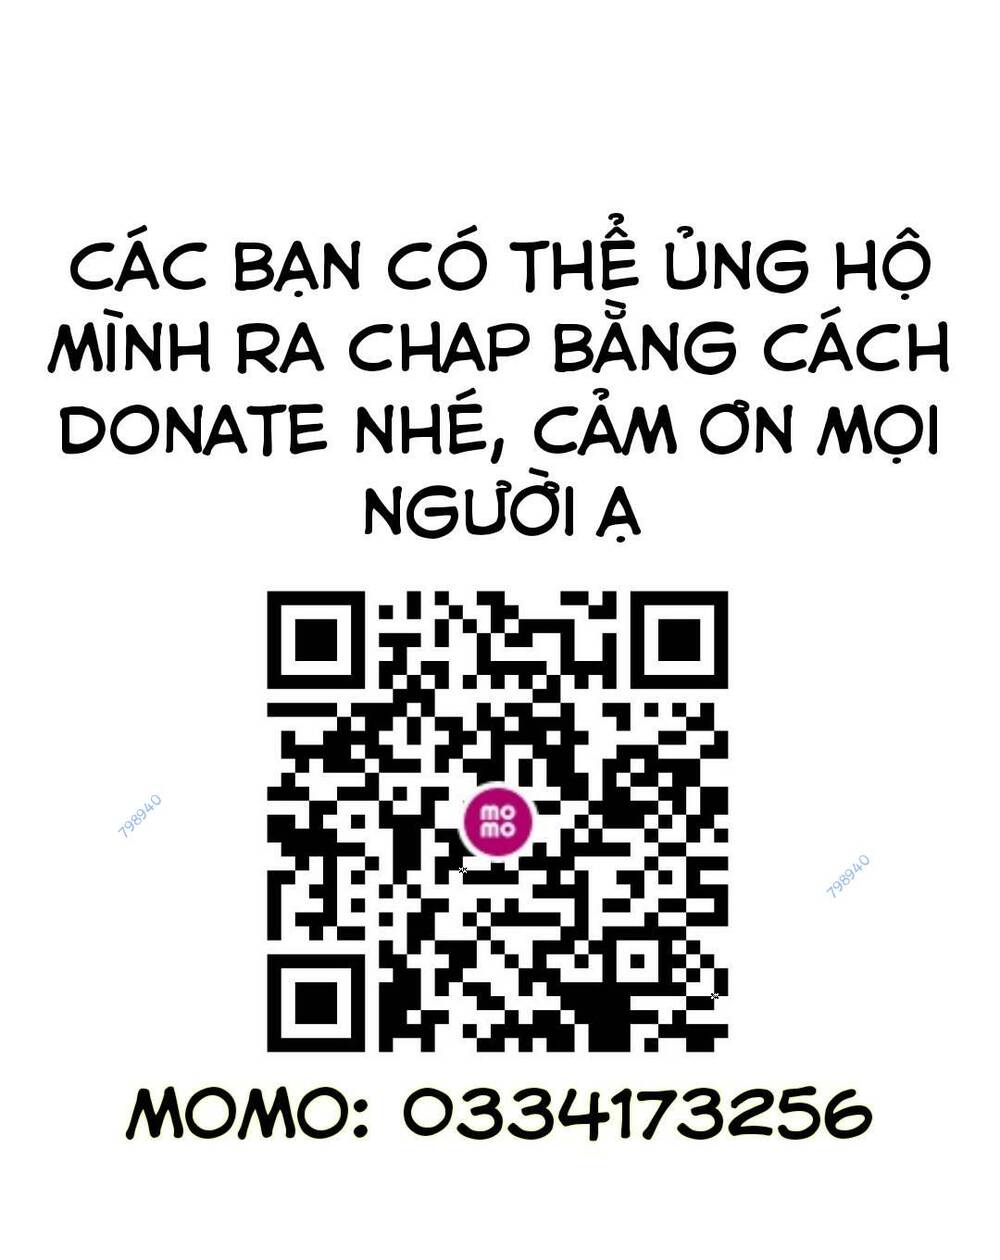 CÁC BẠN CÓ THỂ ỦNG HỘ
MÌNH RA CHAP BẰNG CÁCH
DONATE NHÉ, CẢM ƠN MỌI
NGƯỜI Ạ
798940
mo
mo
798940
MOMO: 0334173256